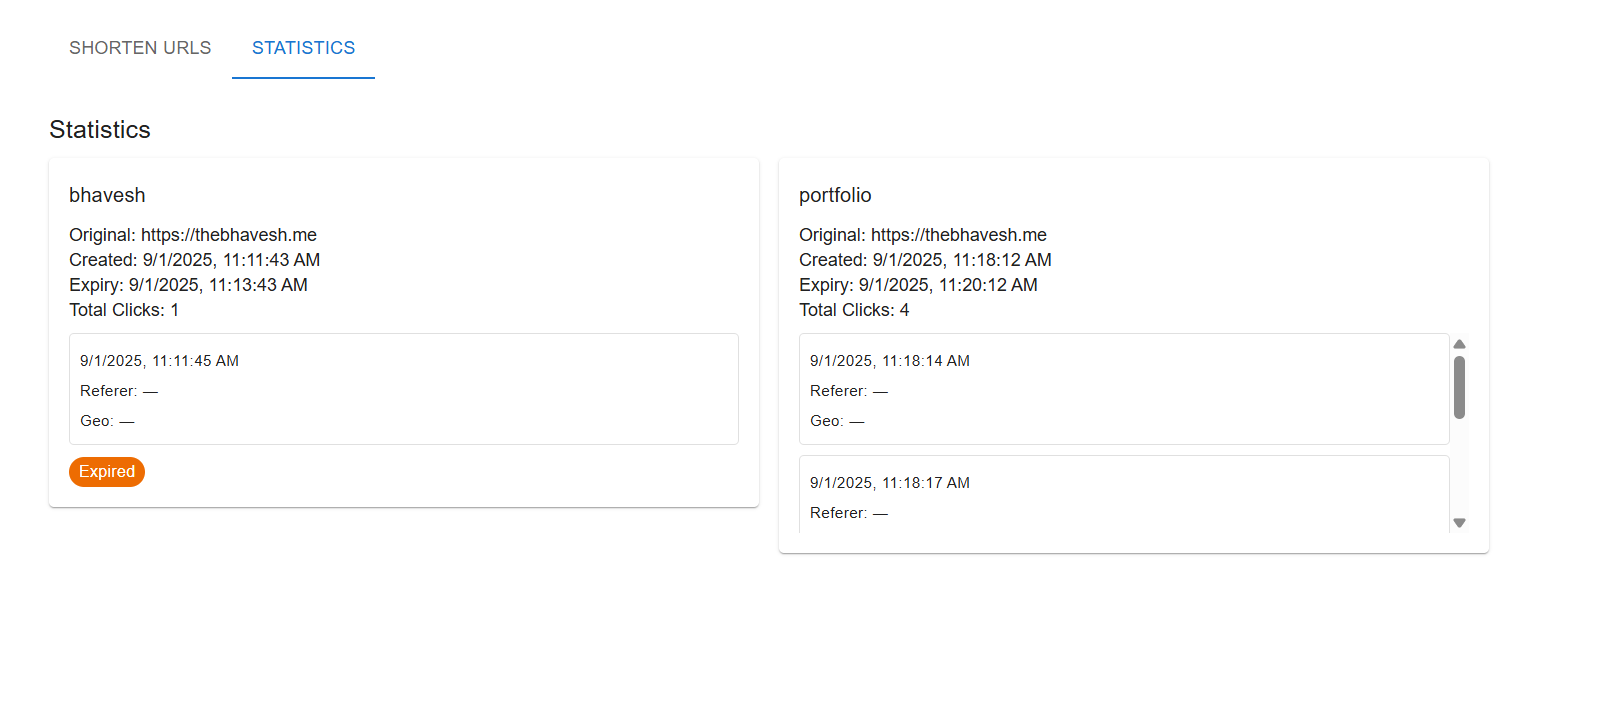 SHORTEN URLS
STATISTICS
Statistics
bhavesh
Original: https://thebhavesh.me
Created: 9/1/2025, 11:11:43 AM
Expiry: 9/1/2025, 11:13:43 AM
Total Clicks: 1
9/1/2025, 11:11:45 AM
Referer: —
Geo: —
Expired
portfolio
Original: https://thebhavesh.me
Created: 9/1/2025, 11:18:12 AM
Expiry: 9/1/2025, 11:20:12 AM
Total Clicks: 4
9/1/2025, 11:18:14 AM
Referer: —
Geo: —
9/1/2025, 11:18:17 AM
Referer: —